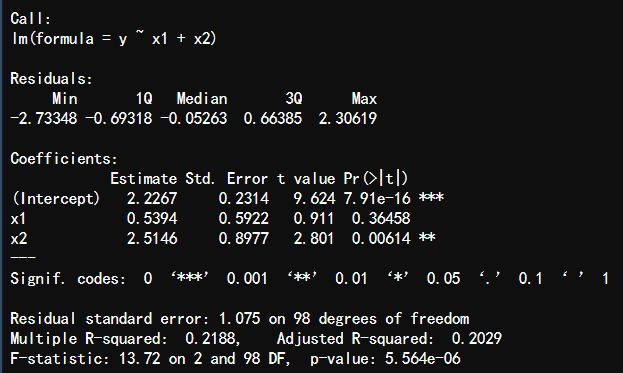 Call:
lm(formula = y ~ x1 + x2)
Residuals:
     Min       1Q   Median       3Q      Max
-2.73348 -0.69318 -0.05263  0.66385  2.30619
Coefficients:
            Estimate Std. Error t value Pr(>|t|)
(Intercept)   2.2267     0.2314   9.624 7.91e-16 ***
x1            0.5394     0.5922   0.911  0.36458
x2            2.5146     0.8977   2.801  0.00614 **
---
Signif. codes:  0 ‘***’ 0.001 ‘**’ 0.01 ‘*’ 0.05 ‘.’ 0.1 ‘ ’ 1
Residual standard error: 1.075 on 98 degrees of freedom
Multiple R-squared:  0.2188,    Adjusted R-squared:  0.2029
F-statistic: 13.72 on 2 and 98 DF,  p-value: 5.564e-06